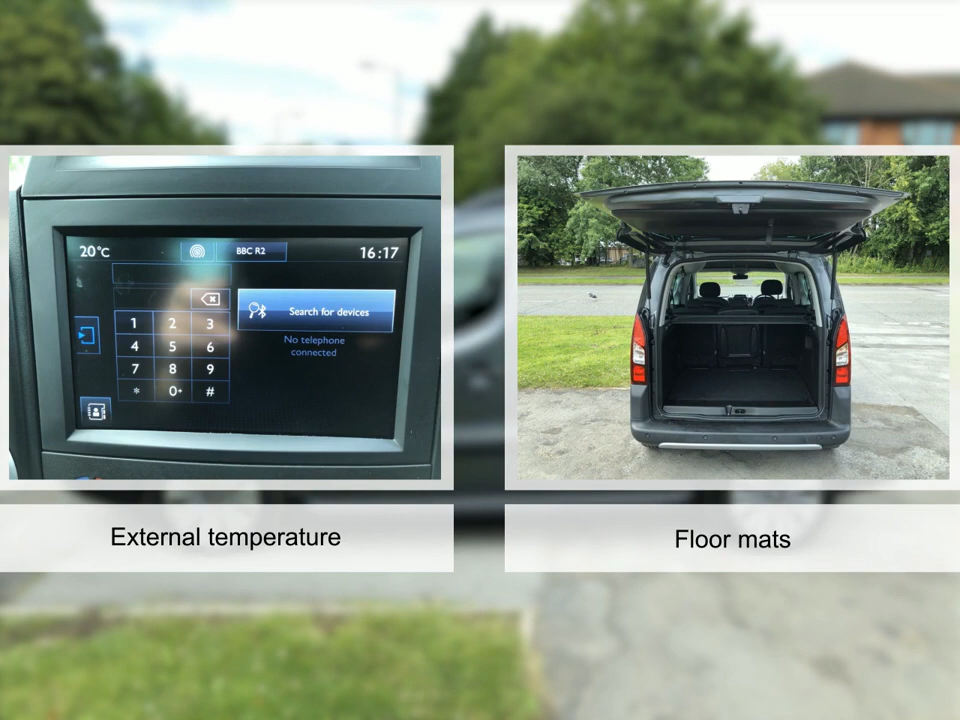 20°C
BBC R2
16:17
Search for devices
No telephone
connected
1 2 3
4 5 6
7 8 9
* 0+ #
External temperature
Floor mats